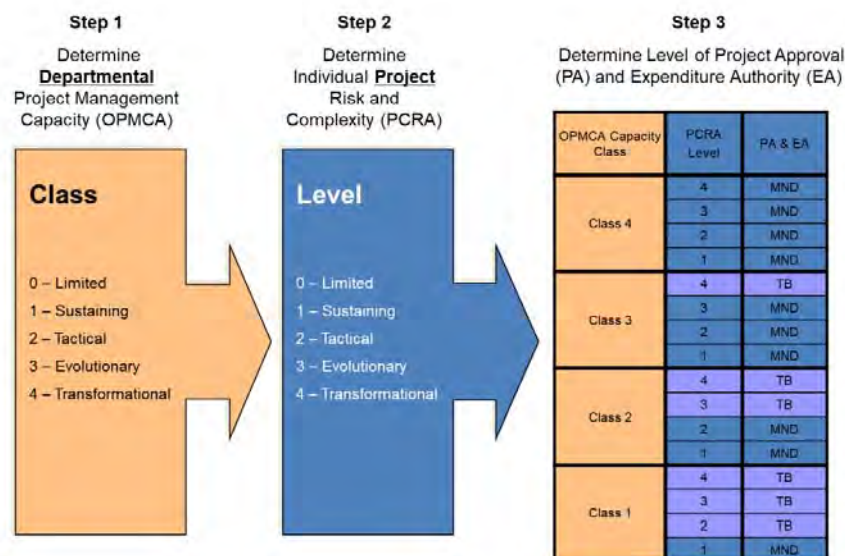 Step 1
Determine
Departmental
Project Management
Capacity (OPMCA)
Class
0 – Limited
1 – Sustaining
2 – Tactical
3 – Evolutionary
4 – Transformational
Step 2
Determine
Individual Project
Risk and
Complexity (PCRA)
Level
0 – Limited
1 – Sustaining
2 – Tactical
3 – Evolutionary
4 – Transformational
Step 3
Determine Level of Project Approval
(PA) and Expenditure Authority (EA)
OPMCA Capacity
Class
PCRA
Level
PA & EA
Class 4
4 MND
3 MND
2 MND
1 MND
Class 3
4 TB
3 MND
2 MND
1 MND
Class 2
4 TB
3 TB
2 MND
1 MND
Class 1
4 TB
3 TB
2 TB
1 MND